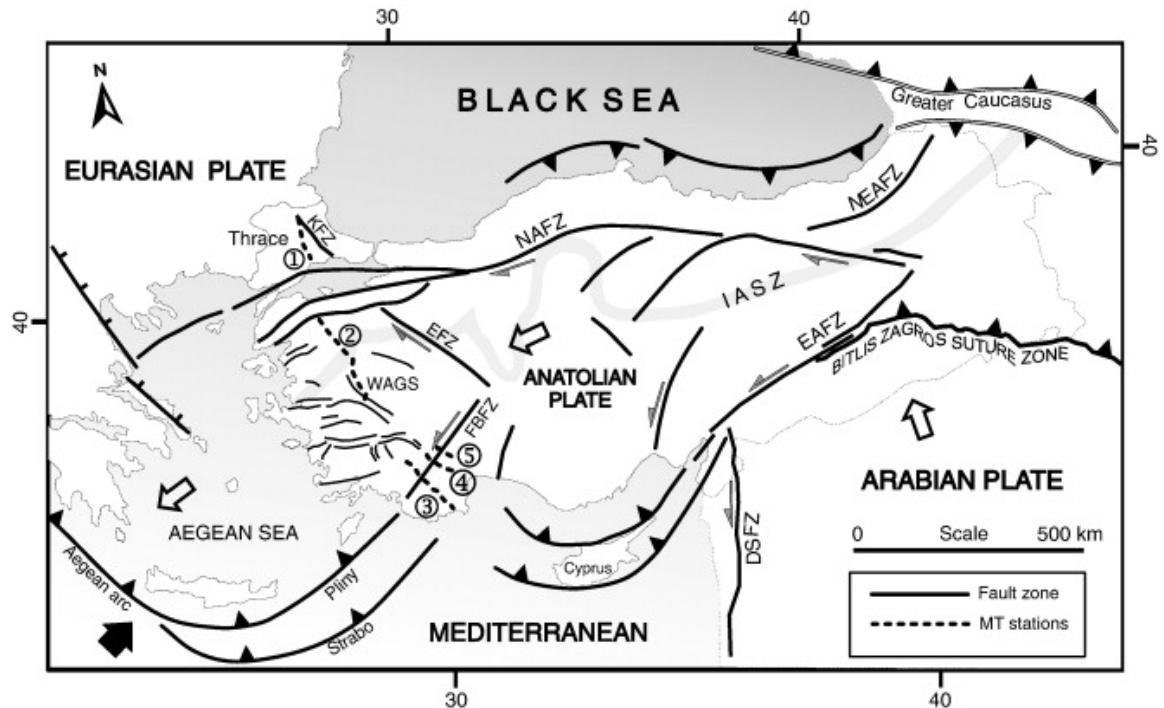 30
40
N
BLACK SEA
Greater Caucasus
40
EURASIAN PLATE
NEAFZ
KFZ
Thrace
NAFZ
①
IASZ
40
EFZ
②
EAFZ
BITLIS ZAGROS SUTURE ZONE
WAGS
ANATOLIAN
PLATE
FBFZ
⑤
④
③
ARABIAN PLATE
AEGEAN SEA
DSFZ
0 Scale 500 km
Aegean arc
Pliny
Cyprus
Fault zone
MT stations
Strabo
MEDITERRANEAN
30
40